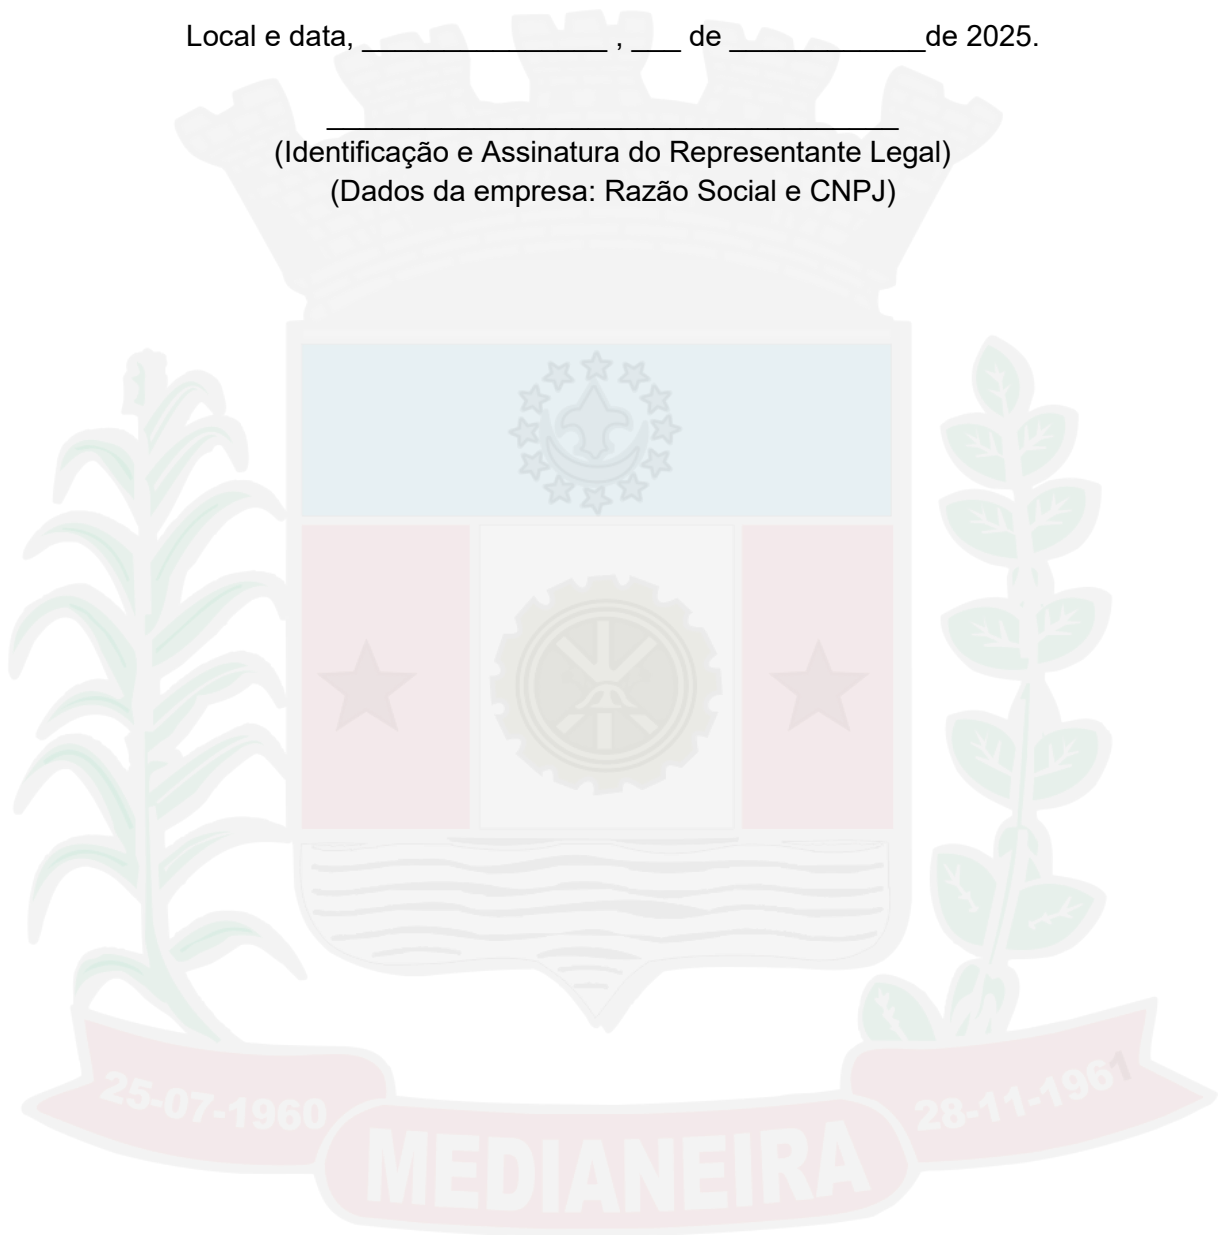 Local e data, _______________ , ___ de ____________de 2025.
___________________________________
(Identificação e Assinatura do Representante Legal)
(Dados da empresa: Razão Social e CNPJ)
25-07-1960
28-11-1961
MEDIANEIRA